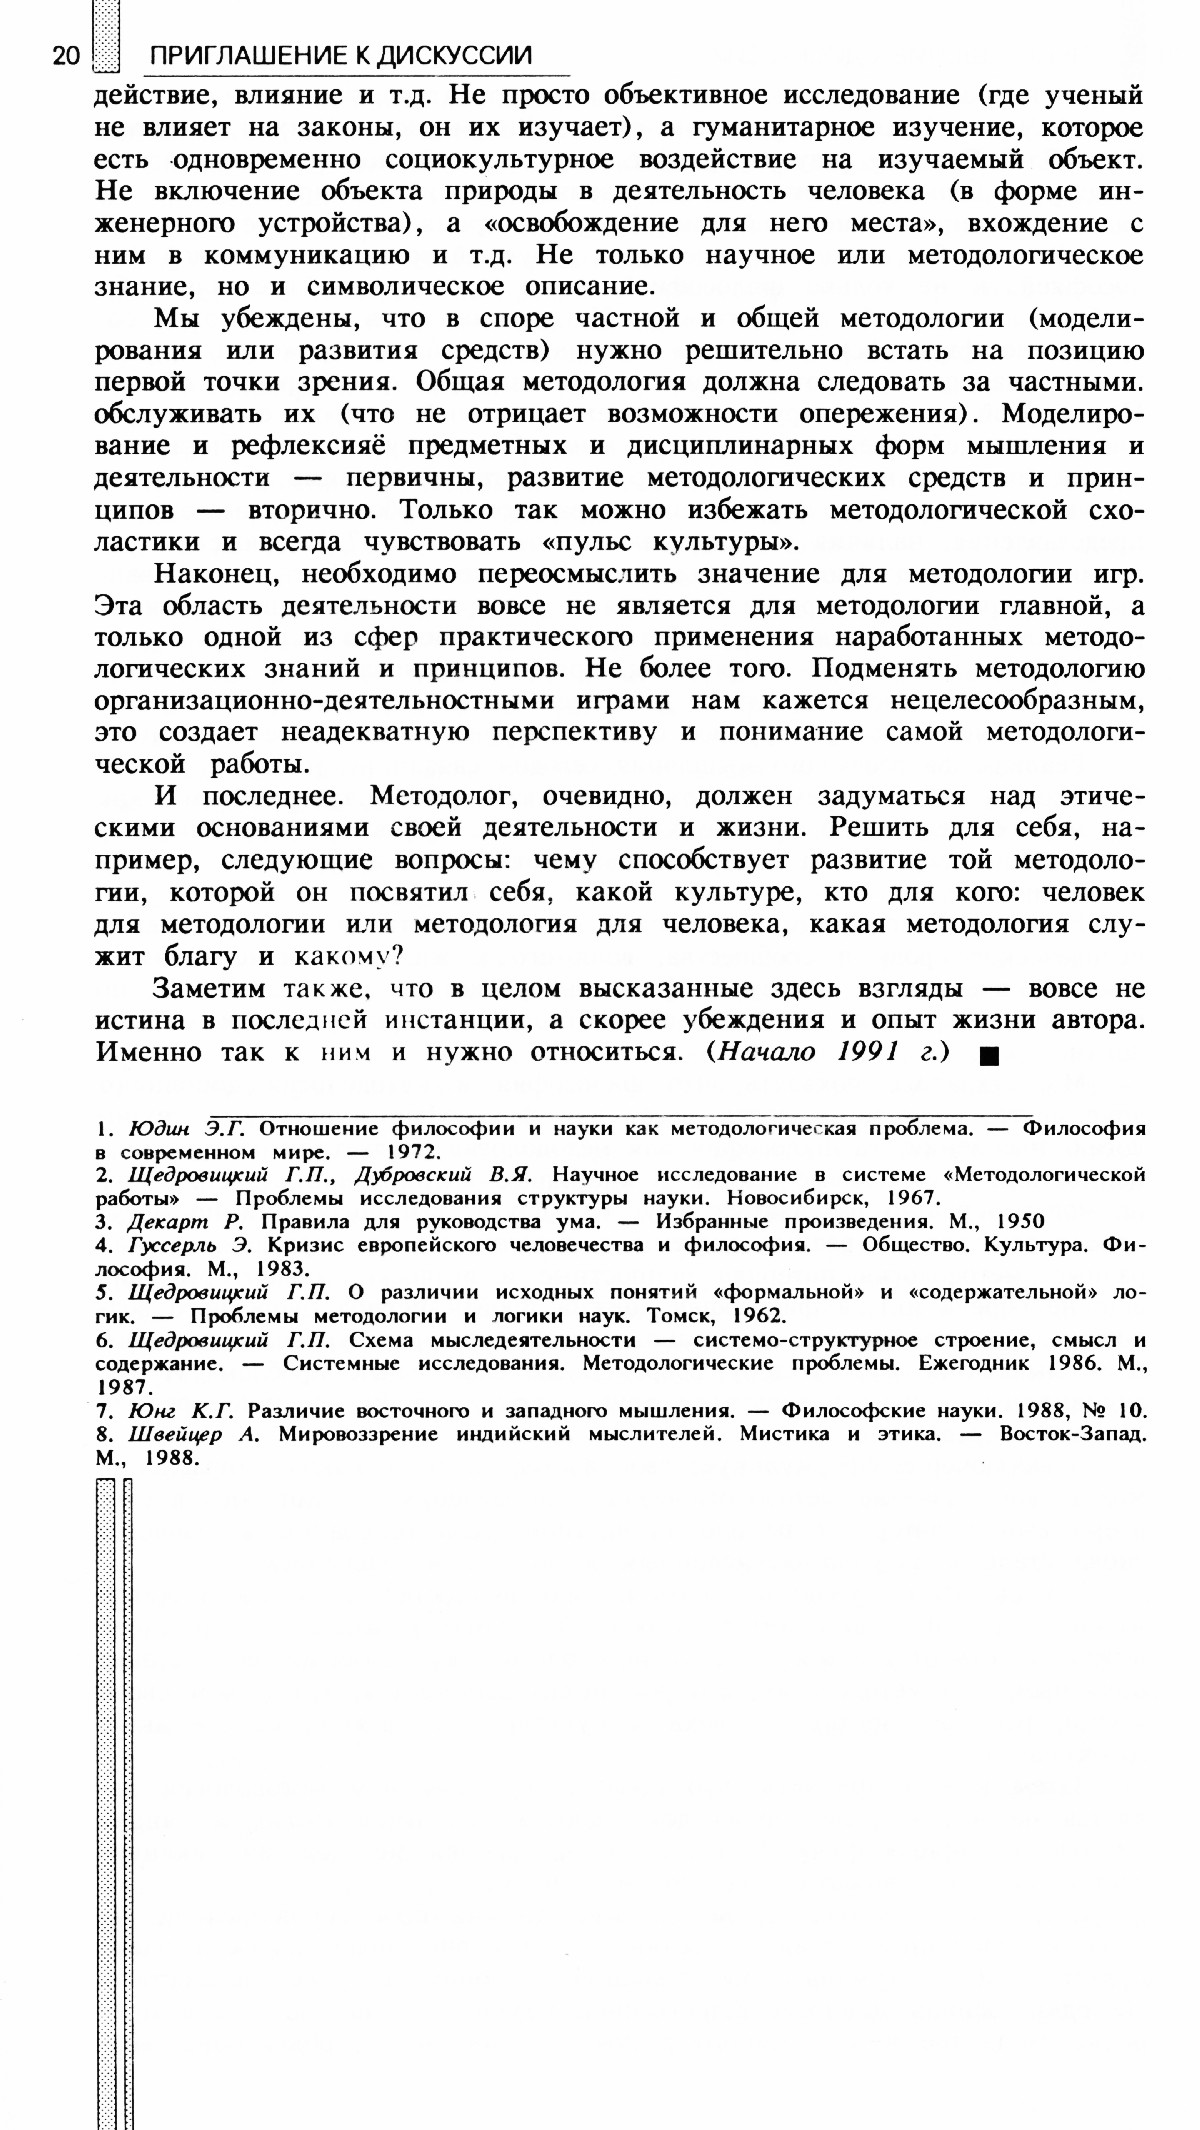 20 ПРИГЛАШЕНИЕ К ДИСКУССИИ
действие, влияние и т.д. Не просто объективное исследование (где ученый
не влияет на законы, он их изучает), а гуманитарное изучение, которое
есть одновременно социокультурное воздействие на изучаемый объект.
Не включение объекта природы в деятельность человека (в форме ин-
женерного устройства), а «освобождение для него места», вхождение с
ним в коммуникацию и т.д. Не только научное или методологическое
знание, но и символическое описание.
Мы убеждены, что в споре частной и общей методологии (модели-
рования или развития средств) нужно решительно встать на позицию
первой точки зрения. Общая методология должна следовать за частными.
обслуживать их (что не отрицает возможности опережения). Моделиро-
вание и рефлексияё предметных и дисциплинарных форм мышления и
деятельности — первичны, развитие методологических средств и прин-
ципов — вторично. Только так можно избежать методологической схо-
ластики и всегда чувствовать «пульс культуры».
Наконец, необходимо переосмыслить значение для методологии игр.
Эта область деятельности вовсе не является для методологии главной, а
только одной из сфер практического применения наработанных методо-
логических знаний и принципов. Не более того. Подменять методологию
организационно-деятельностными играми нам кажется нецелесообразным,
это создает неадекватную перспективу и понимание самой методологи-
ческой работы.
И последнее. Методолог, очевидно, должен задуматься над этиче-
скими основаниями своей деятельности и жизни. Решить для себя, на-
пример, следующие вопросы: чему способствует развитие той методоло-
гии, которой он посвятил себя, какой культуре, кто для кого: человек
для методологии или методология для человека, какая методология слу-
жит благу и какому?
Заметим также, что в целом высказанные здесь взгляды — вовсе не
истина в последней инстанции, а скорее убеждения и опыт жизни автора.
Именно так к ним и нужно относиться. (Начало 1991 г.) ■
1. Юдин Э.Г. Отношение философии и науки как методологическая проблема. — Философия
в современном мире. — 1972.
2. Щедровицкий Г.П., Дубровский В.Я. Научное исследование в системе «Методологической
работы» — Проблемы исследования структуры науки. Новосибирск, 1967.
3. Декарт Р. Правила для руководства ума. — Избранные произведения. М., 1950
4. Гуссерль Э. Кризис европейского человечества и философия. — Общество. Культура. Фи-
лософия. М., 1983.
5. Щедровицкий Г.П. О различии исходных понятий «формальной» и «содержательной» ло-
гик. — Проблемы методологии и логики наук. Томск, 1962.
6. Щедровицкий Г.П. Схема мыследеятельности — системо-структурное строение, смысл и
содержание. — Системные исследования. Методологические проблемы. Ежегодник 1986. М.,
1987.
7. Юнг К.Г. Различие восточного и западного мышления. — Философские науки. 1988, № 10.
8. Швейцер А. Мировоззрение индийский мыслителей. Мистика и этика. — Восток-Запад.
М., 1988.